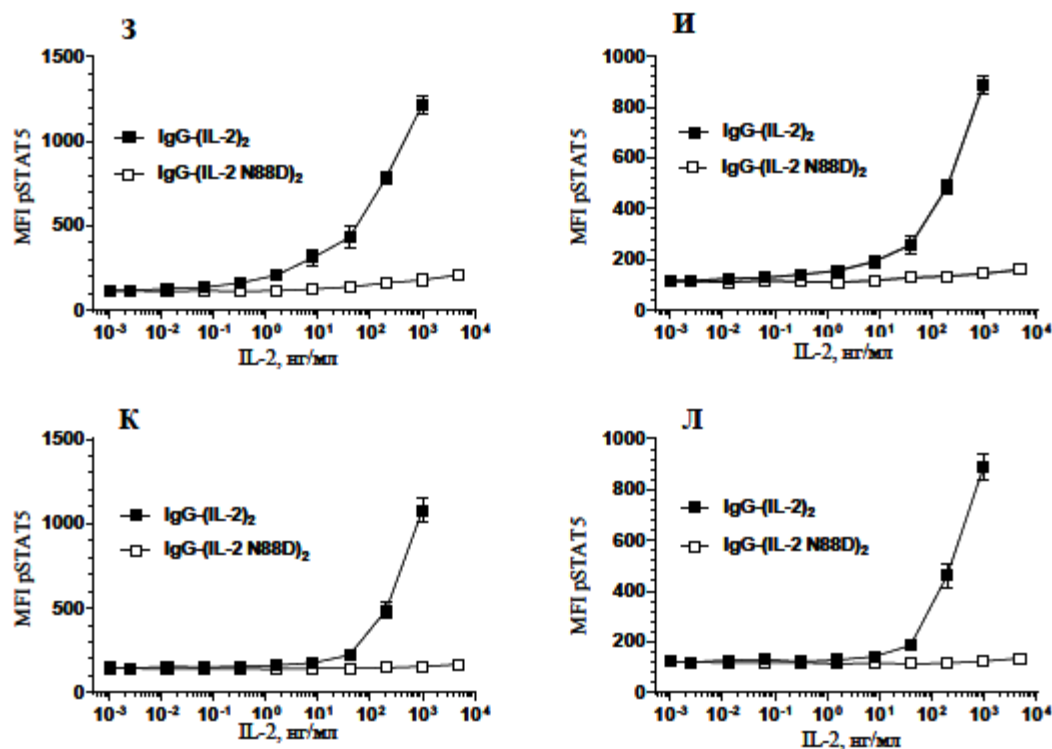 З
1500
1000
500
0
MFI pSTAT5
IgG-(IL-2)₂
IgG-(IL-2 N88D)₂
10⁻³ 10⁻² 10⁻¹ 10⁰ 10¹ 10² 10³ 10⁴
IL-2, нг/мл
И
1000
800
600
400
200
0
MFI pSTAT5
IgG-(IL-2)₂
IgG-(IL-2 N88D)₂
10⁻³ 10⁻² 10⁻¹ 10⁰ 10¹ 10² 10³ 10⁴
IL-2, нг/мл
К
1500
1000
500
0
MFI pSTAT5
IgG-(IL-2)₂
IgG-(IL-2 N88D)₂
10⁻³ 10⁻² 10⁻¹ 10⁰ 10¹ 10² 10³ 10⁴
IL-2, нг/мл
Л
1000
800
600
400
200
0
MFI pSTAT5
IgG-(IL-2)₂
IgG-(IL-2 N88D)₂
10⁻³ 10⁻² 10⁻¹ 10⁰ 10¹ 10² 10³ 10⁴
IL-2, нг/мл